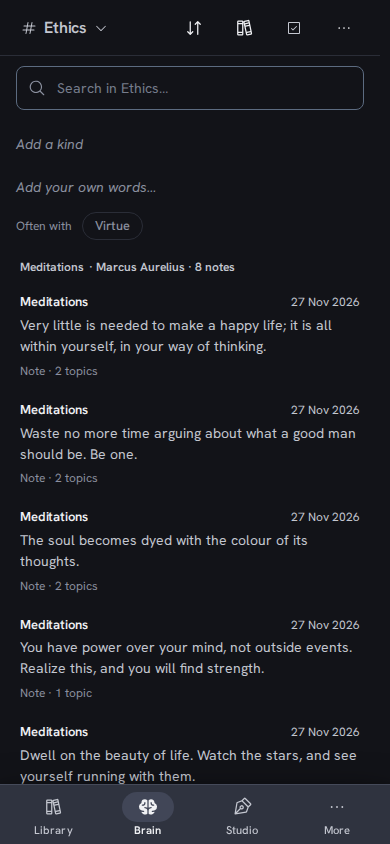 # Ethics
Search in Ethics...
Add a kind
Add your own words...
Often with Virtue
Meditations · Marcus Aurelius · 8 notes
Meditations 27 Nov 2026
Very little is needed to make a happy life; it is all
within yourself, in your way of thinking.
Note · 2 topics
Meditations 27 Nov 2026
Waste no more time arguing about what a good man
should be. Be one.
Note · 2 topics
Meditations 27 Nov 2026
The soul becomes dyed with the colour of its
thoughts.
Note · 2 topics
Meditations 27 Nov 2026
You have power over your mind, not outside events.
Realize this, and you will find strength.
Note · 1 topic
Meditations 27 Nov 2026
Dwell on the beauty of life. Watch the stars, and see
yourself running with them.
Library Brain Studio More